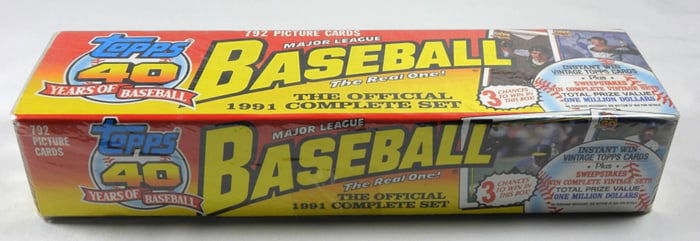 792 PICTURE CARDS
Topps
40
YEARS OF BASEBALL
MAJOR LEAGUE
BASEBALL
The Real One!
THE OFFICIAL
1991 COMPLETE SET
3 CHANCES
TO WIN IN
THIS BOX!
INSTANT WIN
VINTAGE TOPPS CARDS
Plus
SWEEPSTAKES
WIN COMPLETE VINTAGE SETS
TOTAL PRIZE VALUE
ONE MILLION DOLLARS
792
PICTURE
CARDS
Topps
40
YEARS OF BASEBALL
MAJOR LEAGUE
BASEBALL
The Real One!
THE OFFICIAL
1991 COMPLETE SET
3 CHANCES
TO WIN IN
THIS BOX!
INSTANT WIN
VINTAGE TOPPS CARDS
Plus
SWEEPSTAKES
WIN COMPLETE VINTAGE SETS
TOTAL PRIZE VALUE
ONE MILLION DOLLARS